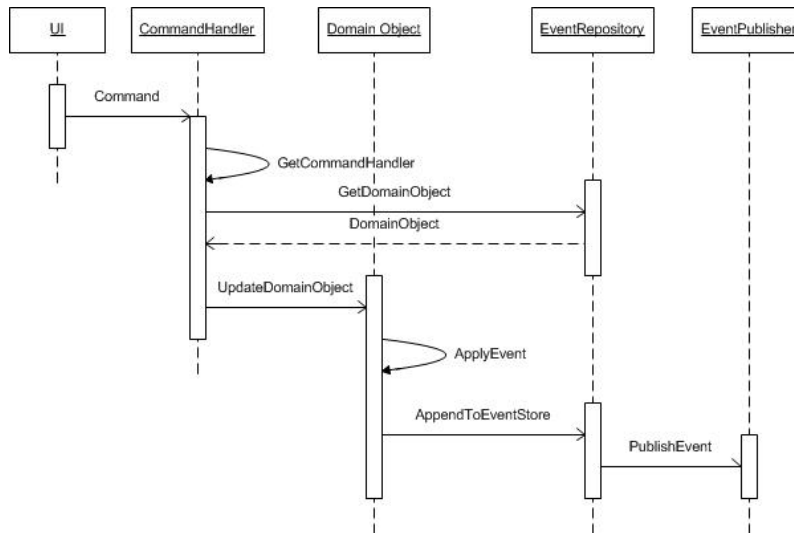 UI
CommandHandler
Domain Object
EventRepository
EventPublisher
Command
GetCommandHandler
GetDomainObject
DomainObject
UpdateDomainObject
ApplyEvent
AppendToEventStore
PublishEvent